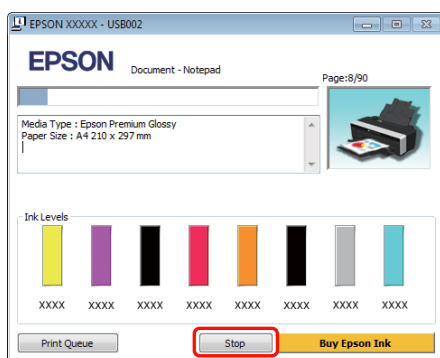 EPSON XXXXX - USB002
EPSON
Document - Notepad
Page:8/90
Media Type : Epson Premium Glossy
Paper Size : A4 210 x 297 mm
Ink Levels
XXXX XXXX XXXX XXXX XXXX XXXX XXXX XXXX
Print Queue Stop Buy Epson Ink